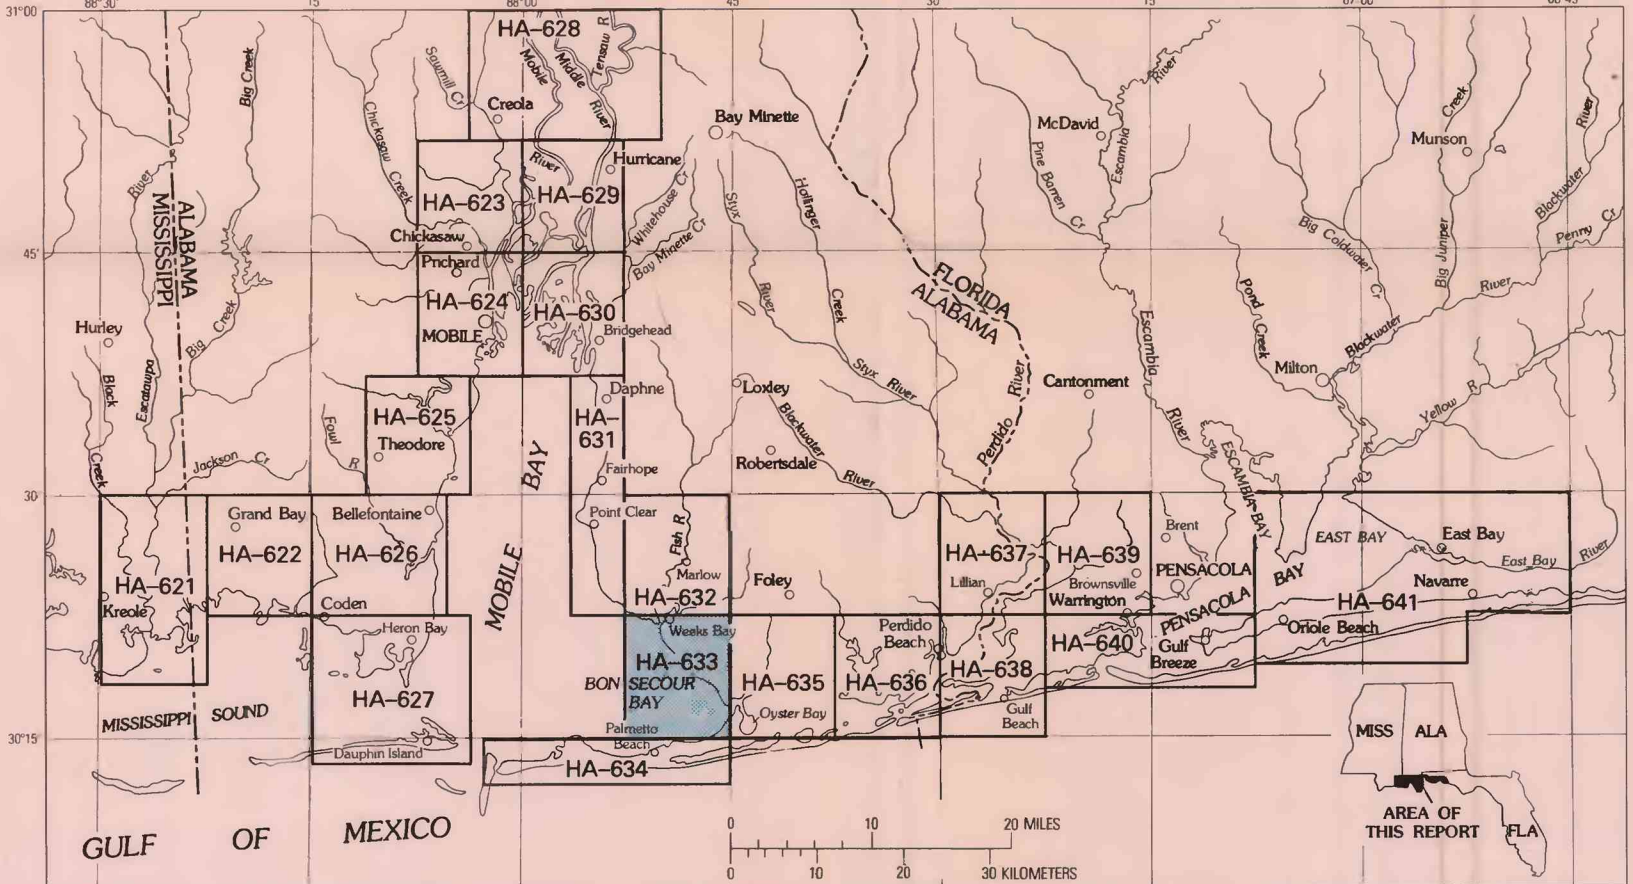 88°30'
15
88°00'
45
30
15
87°00'
86°45'
31°00
HA-628
Mobile
Middle
River
Tensaw R
Sawmill Cr
Creola
Big Creek
Chickasaw Creek
Bay Minette
McDavid
Escambia
River
Pine Barren Cr
Creek
Munson
River
River
Hurricane
HA-623
HA-629
River
ALABAMA
MISSISSIPPI
Whitehouse Cr
Styx
Hollinger
Blackwater
Chickasaw
Big Coldwater
Cr
Big Juniper
Penny Cr
45'
Prichard
Bay Minette Cr
FLORIDA
ALABAMA
River
HA-624
HA-630
MOBILE
Bridgehead
River
Creek
Pond
Creek
Hurley
Big
Creek
Escatawpa
Black
Creek
Escambia
River
Blackwater
Milton
Daphne
Loxley
Styx River
River
Perdido
Cantonment
HA-625
Theodore
HA-
631
Fowl
R
BAY
Blackwater
River
Robertsdale
Yellow R
Jackson Cr
Fairhope
ESCAMBIA BAY
30
Grand Bay
Bellefontaine
Point Clear
Fish R
Brent
EAST BAY
East Bay
HA-622
HA-626
HA-637
HA-639
East Bay
River
HA-621
Kreole
MOBILE
Marlow
Foley
Lillian
Brownsville
PENSACOLA
BAY
Navarre
HA-632
Warrington
PENSACOLA
HA-641
Coden
Heron Bay
Weeks Bay
Perdido
Beach
HA-640
Gulf
Breeze
Oriole Beach
HA-633
HA-635
HA-636
HA-638
BON SECOUR
BAY
HA-627
Oyster Bay
Gulf
Beach
MISSISSIPPI SOUND
Palmetto
Beach
30°15
Dauphin Island
HA-634
MISS
ALA
AREA OF
THIS REPORT
FLA
GULF OF MEXICO
0 10 20 MILES
0 10 20 30 KILOMETERS